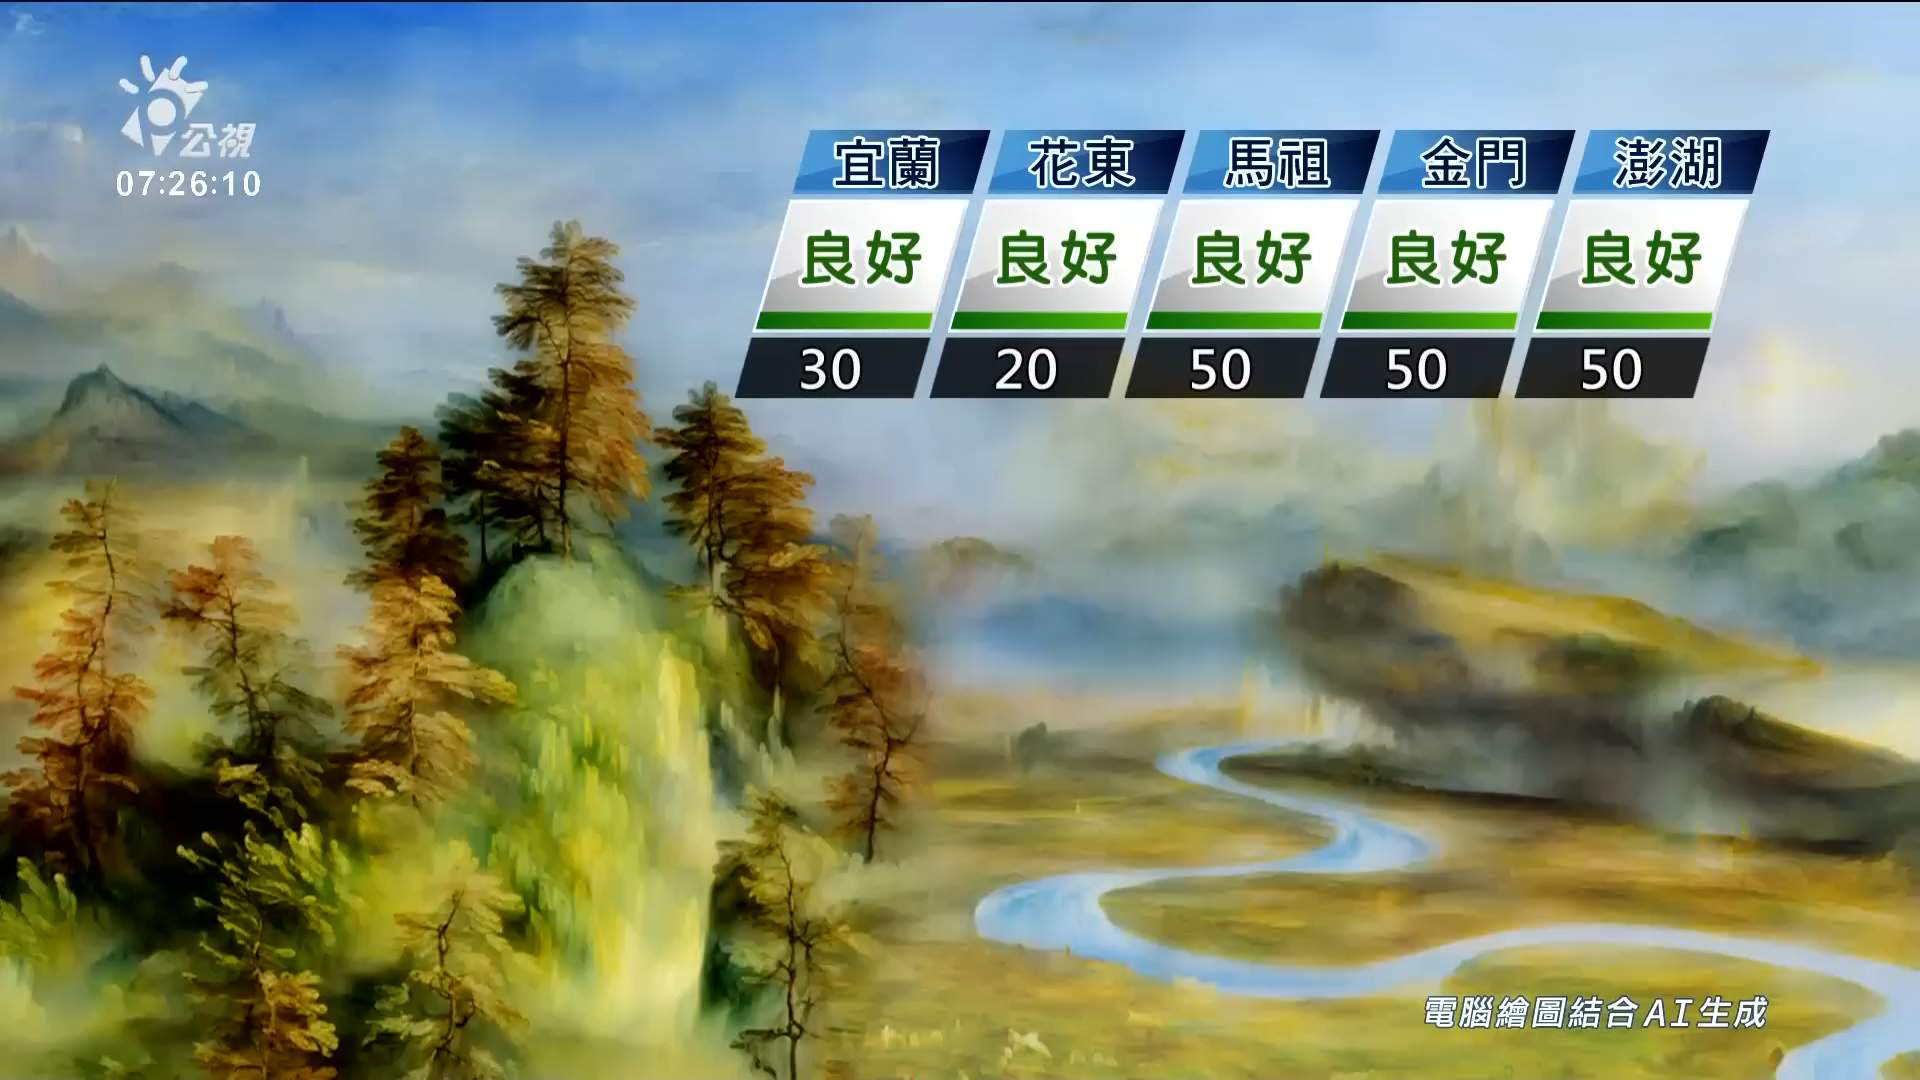 公視
07:26:10
宜蘭 花東 馬祖 金門 澎湖
良好 良好 良好 良好 良好
30 20 50 50 50
電腦繪圖結合AI生成